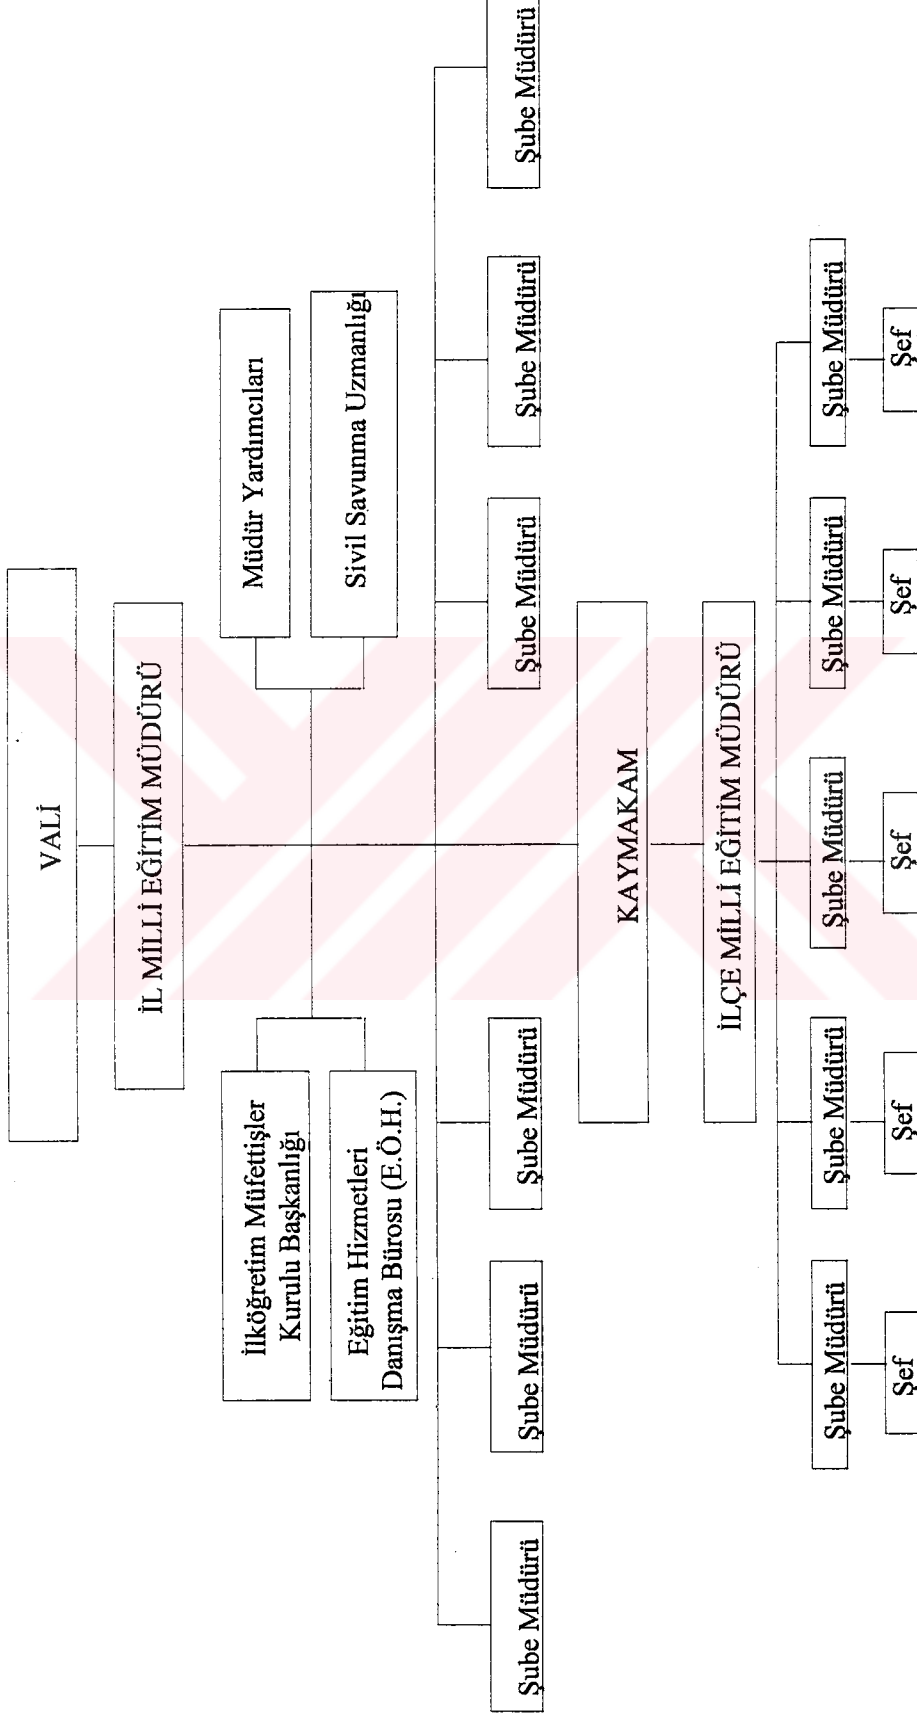 VALİ
İL MİLLİ EĞİTİM MÜDÜRÜ
İlköğretim Müfettişler
Kurulu Başkanlığı
Müdür Yardımcıları
Eğitim Hizmetleri
Danışma Bürosu (E.Ö.H.)
Sivil Savunma Uzmanlığı
Şube Müdürü
Şube Müdürü
Şube Müdürü
Şube Müdürü
Şube Müdürü
Şube Müdürü
KAYMAKAM
İLÇE MİLLİ EĞİTİM MÜDÜRÜ
Şube Müdürü
Şube Müdürü
Şube Müdürü
Şube Müdürü
Şube Müdürü
Şef
Şef
Şef
Şef
Şef